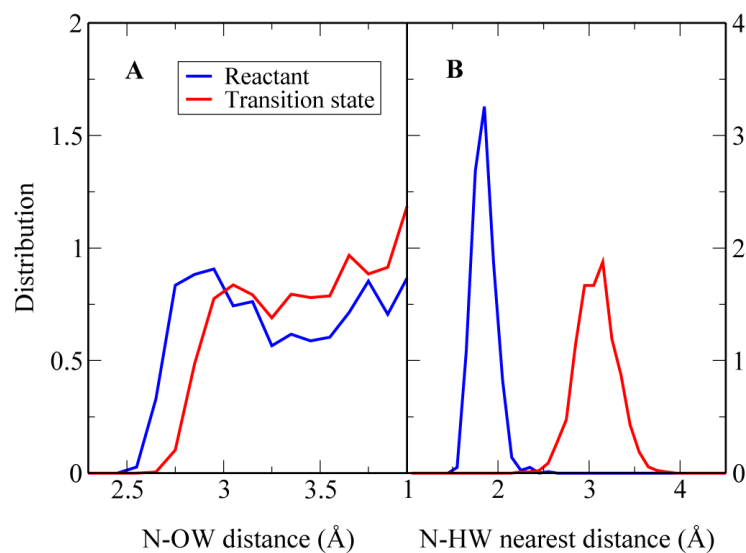 2
4
A
B
Reactant
Transition state
1.5
3
Distribution
1
2
0.5
1
0
0
2.5
3
3.5
1
2
3
4
N-OW distance (Å)
N-HW nearest distance (Å)